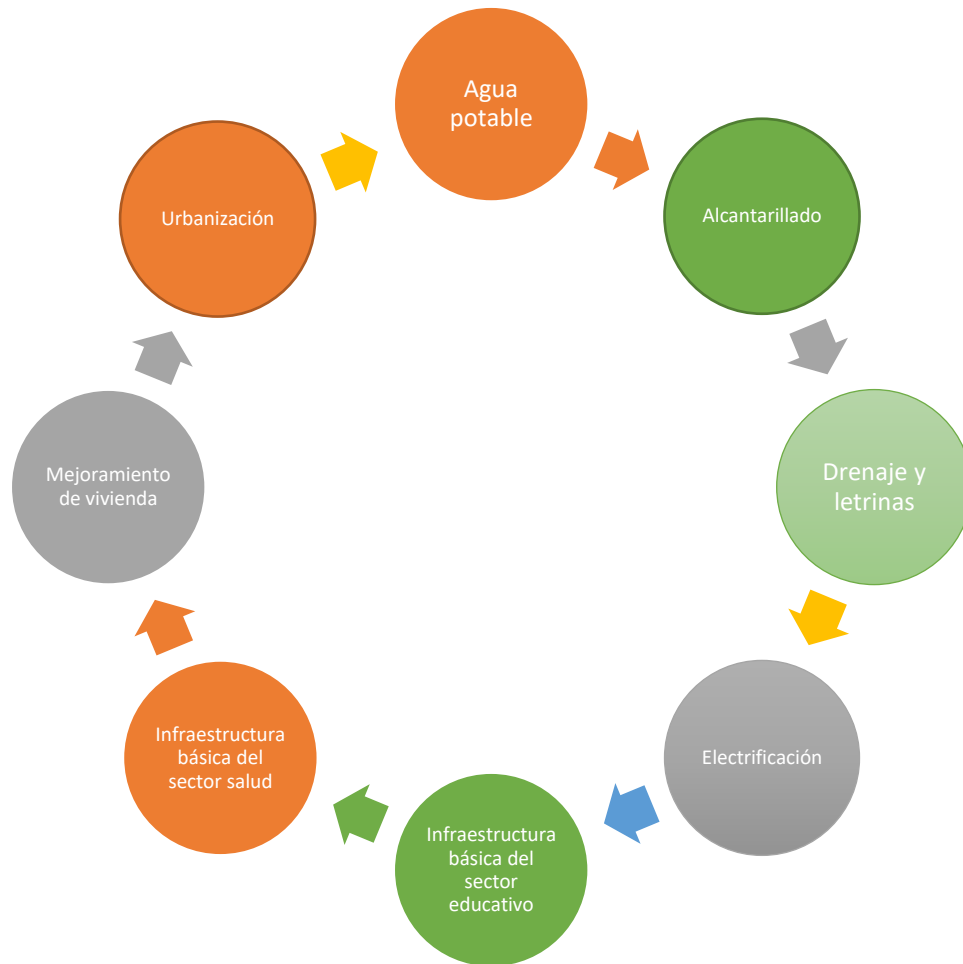 Agua
potable
Alcantarillado
Drenaje y
letrinas
Electrificación
Infraestructura
básica del
sector
educativo
Infraestructura
básica del
sector salud
Mejoramiento
de vivienda
Urbanización